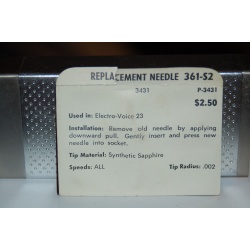 REPLACEMENT NEEDLE 361-S2
3431 P-3431
$2.50
Used in: Electro-Voice 23
Installation: Remove old needle by applying
downward pull. Gently insert and press new
needle into socket.
Tip Material: Synthetic Sapphire
Speeds: ALL Tip Radius: .002